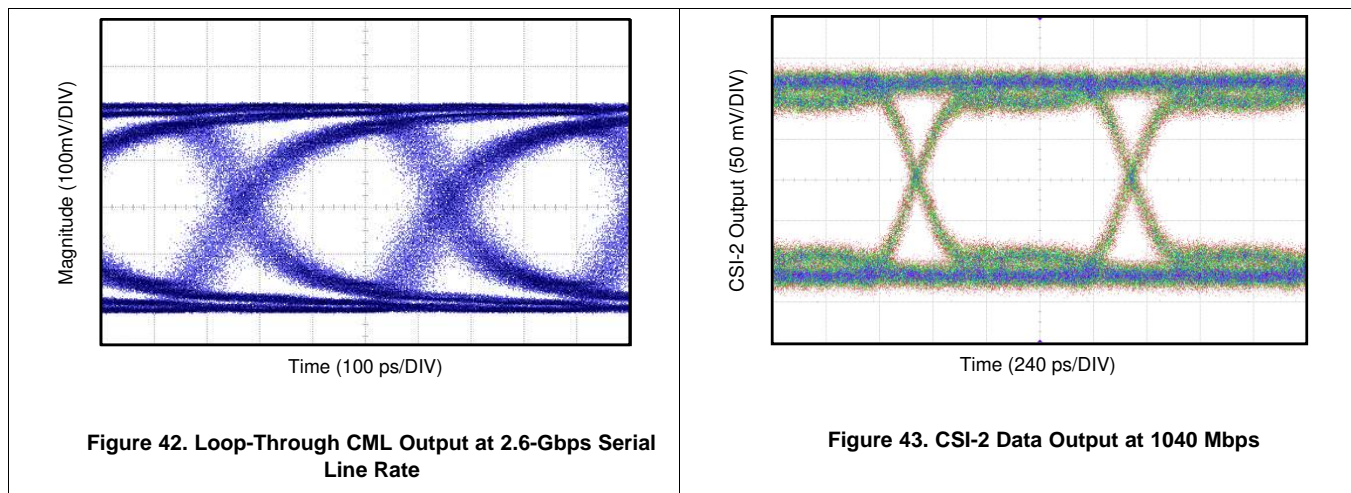 Magnitude (100mV/DIV)
Time (100 ps/DIV)
Figure 42. Loop-Through CML Output at 2.6-Gbps Serial
Line Rate
CSI-2 Output (50 mV/DIV)
Time (240 ps/DIV)
Figure 43. CSI-2 Data Output at 1040 Mbps